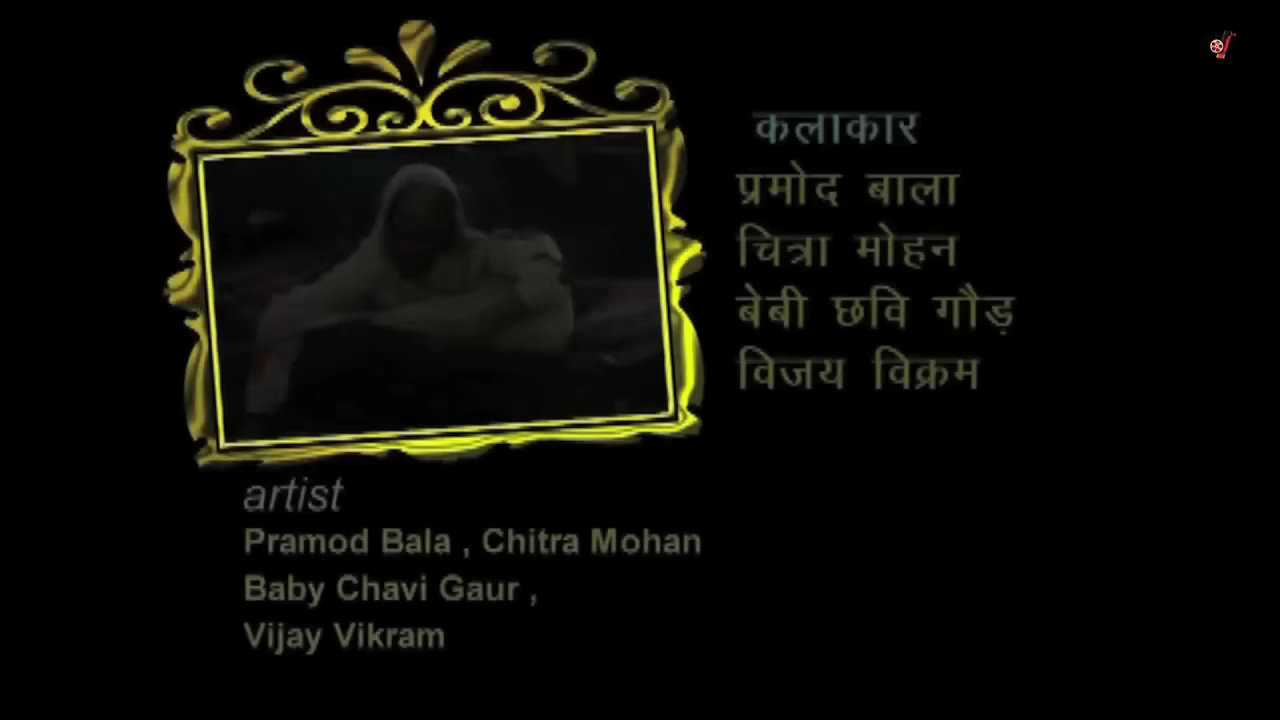 कलाकार
प्रमोद बाला
चित्रा मोहन
बेबी छवि गौड़
विजय विक्रम
artist
Pramod Bala , Chitra Mohan
Baby Chavi Gaur ,
Vijay Vikram